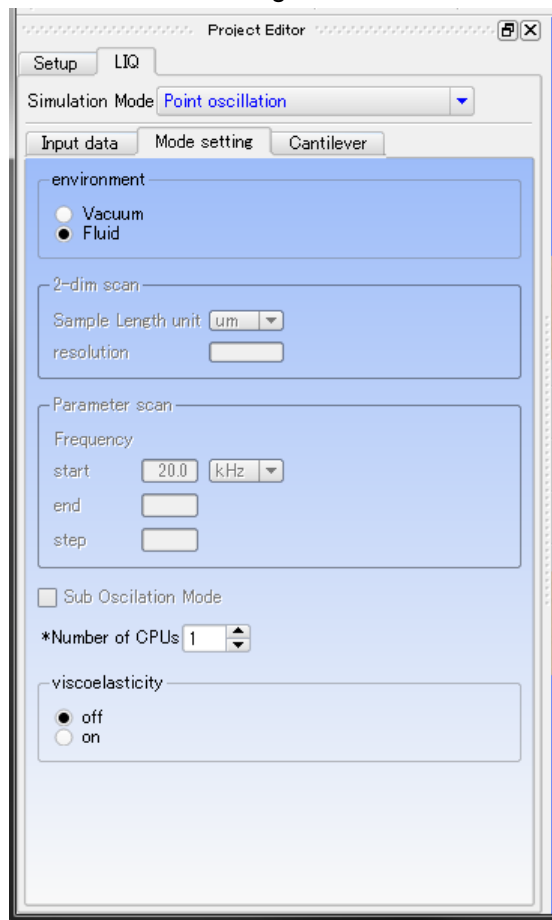 Project Editor
Setup LIQ
Simulation Mode Point oscillation
Input data Mode setting Cantilever
environment
Vacuum
Fluid
2-dim scan
Sample Length unit um
resolution
Parameter scan
Frequency
start 20.0 kHz
end
step
Sub Oscilation Mode
*Number of CPUs 1
viscoelasticity
off
on